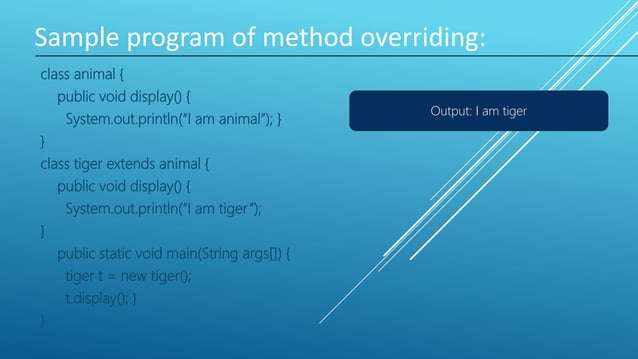 Sample program of method overriding:
class animal {
public void display() {
System.out.println(“I am animal”); }
}
class tiger extends animal {
public void display() {
System.out.println(“I am tiger”);
}
public static void main(String args[]) {
tiger t = new tiger();
t.display(); }
}
Output: I am tiger